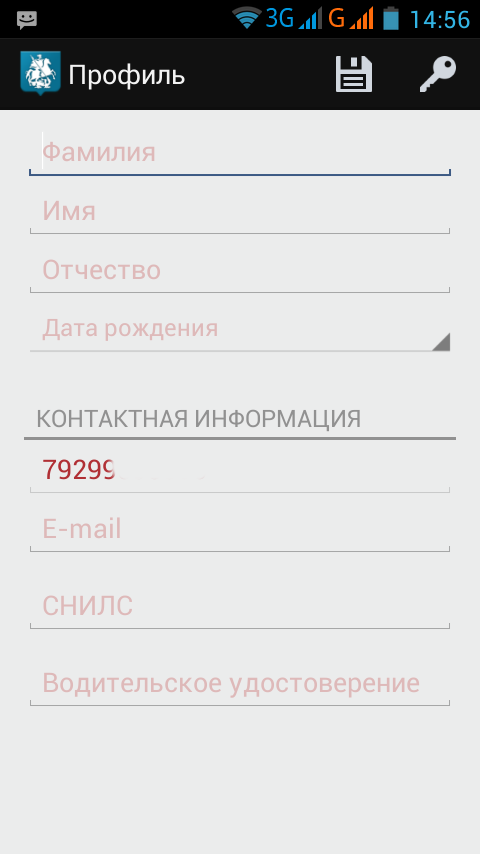 3G G 14:56
Профиль
Фамилия
Имя
Отчество
Дата рождения
КОНТАКТНАЯ ИНФОРМАЦИЯ
79299
E-mail
СНИЛС
Водительское удостоверение